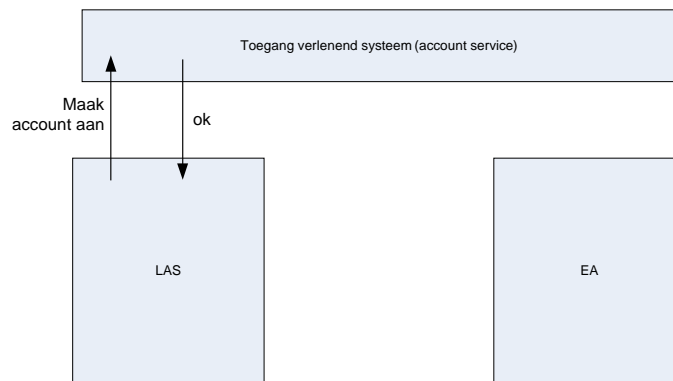 Toegang verlenend systeem (account service)
Maak
account aan
ok
LAS
EA